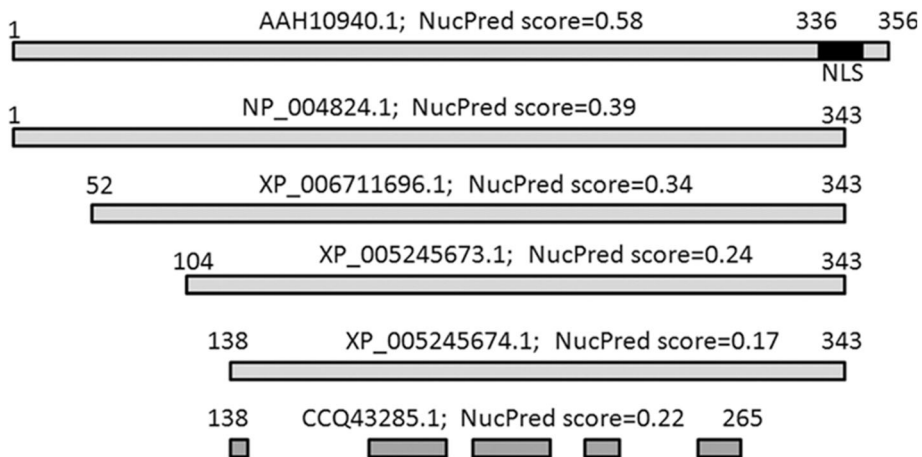 1 AAH10940.1; NucPred score=0.58 336 356
NLS
1 NP_004824.1; NucPred score=0.39 343
52 XP_006711696.1; NucPred score=0.34 343
104 XP_005245673.1; NucPred score=0.24 343
138 XP_005245674.1; NucPred score=0.17 343
138 CCQ43285.1; NucPred score=0.22 265